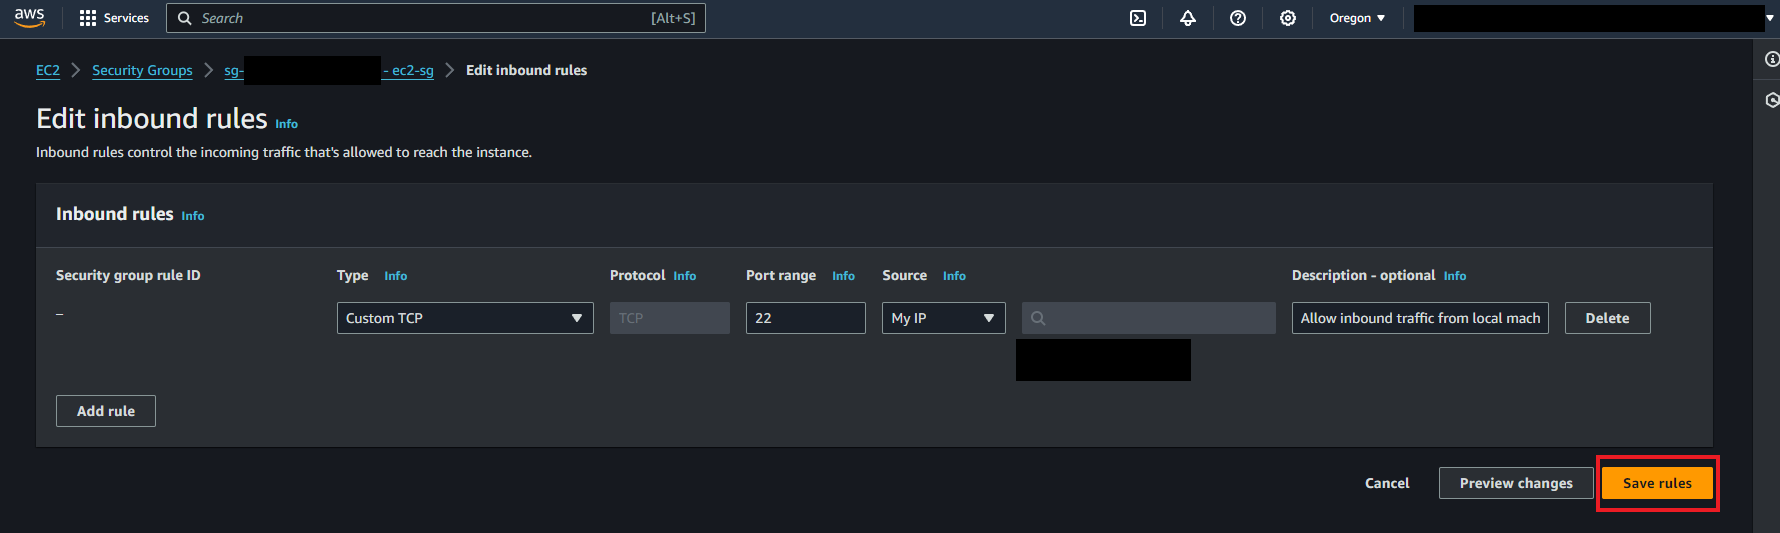 aws Services Search [Alt+S] Oregon
EC2 Security Groups sg- - ec2-sg Edit inbound rules
Edit inbound rules Info
Inbound rules control the incoming traffic that's allowed to reach the instance.
Inbound rules Info
Security group rule ID Type Info Protocol Info Port range Info Source Info Description - optional Info
– Custom TCP TCP 22 My IP Allow inbound traffic from local mach Delete
Add rule
Cancel Preview changes Save rules